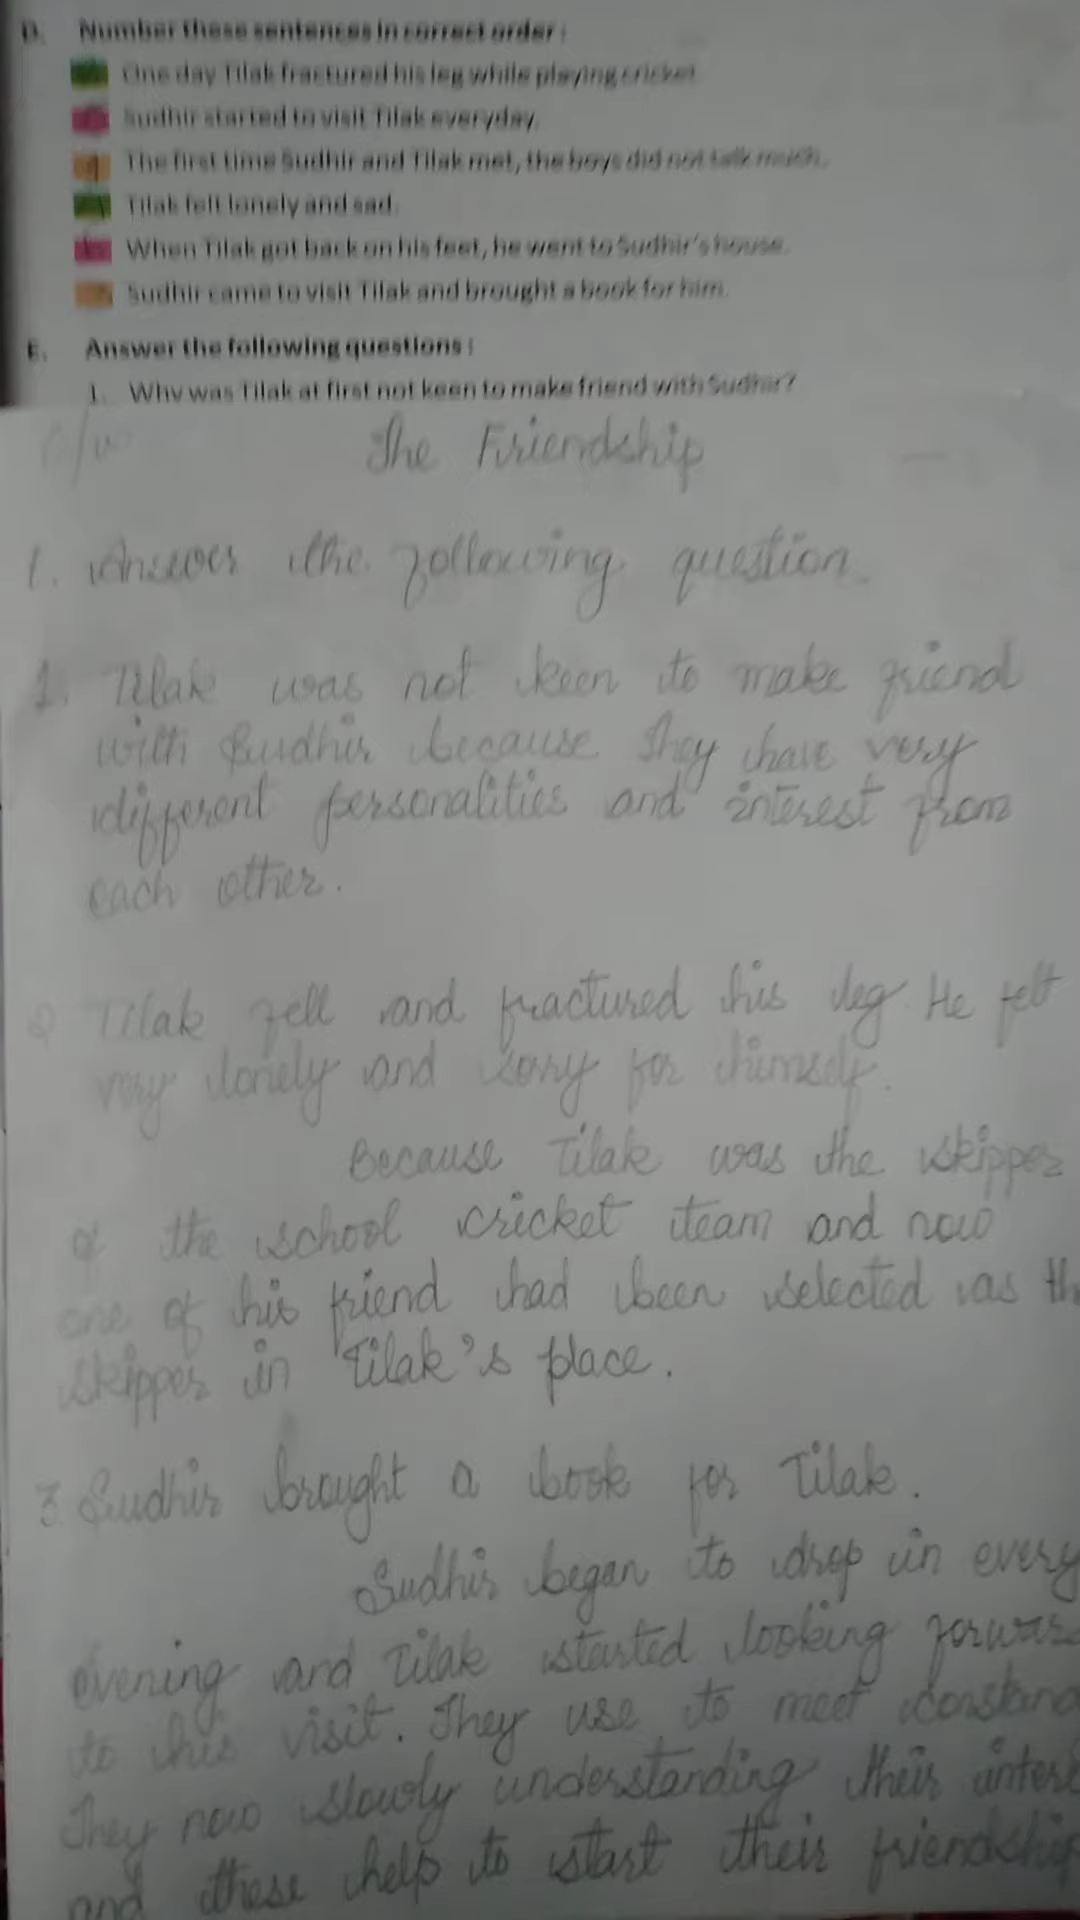 D. Number these sentences in correct order :
One day Tilak fractured his leg while playing cricket.
Sudhir started to visit Tilak everyday.
The first time Sudhir and Tilak met, the boys did not talk much.
Tilak felt lonely and sad.
When Tilak got back on his feet, he went to Sudhir's house.
Sudhir came to visit Tilak and brought a book for him.
E. Answer the following questions :
1. Why was Tilak at first not keen to make friend with Sudhir?
The Friendship
1. Answer the following question.
1. Tilak was not keen to make friend
with Sudhir because they have very
different personalities and interest from
each other.
2 Tilak fell and fractured his leg. He felt
very lonely and sorry for himself.
Because Tilak was the skipper
of the school cricket team and now
one of his friend had been selected as th
skipper in Tilak's place.
3. Sudhir brought a book for Tilak.
Sudhir began to drop in every
evening and Tilak started looking forwar
to his visit. They use to meet constan
They now slowly understanding their inter
and these help to start their friendship